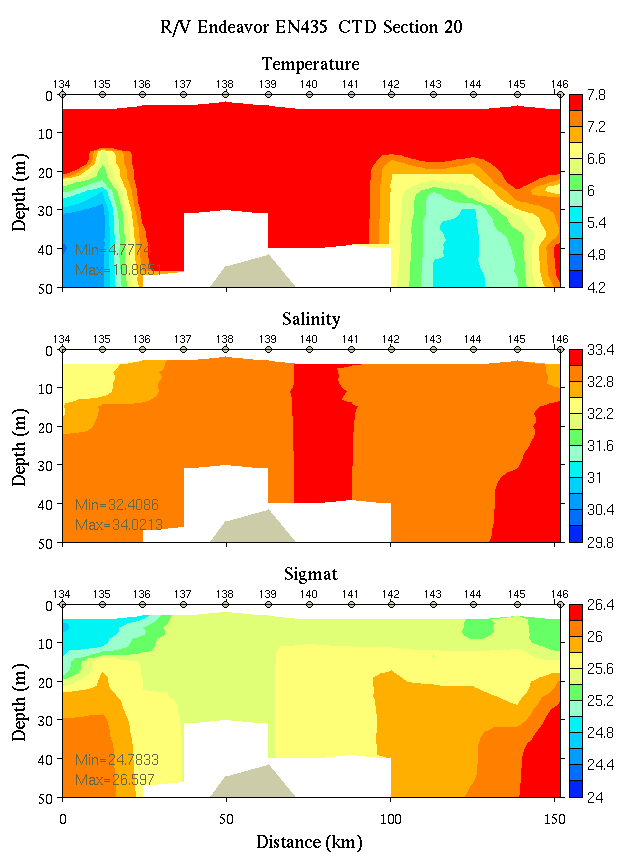 R/V Endeavor EN435 CTD Section 20
Temperature
134 135 136 137 138 139 140 141 142 143 144 145 146
0
10
20
30
40
50
Depth (m)
Min=4.7774
Max=10.8651
7.8
7.2
6.6
6
5.4
4.8
4.2
Salinity
134 135 136 137 138 139 140 141 142 143 144 145 146
0
10
20
30
40
50
Depth (m)
Min=32.4086
Max=34.0213
33.4
32.8
32.2
31.6
31
30.4
29.8
Sigmat
134 135 136 137 138 139 140 141 142 143 144 145 146
0
10
20
30
40
50
Depth (m)
Min=24.7833
Max=26.597
26.4
26
25.6
25.2
24.8
24.4
24
0 50 100 150
Distance (km)